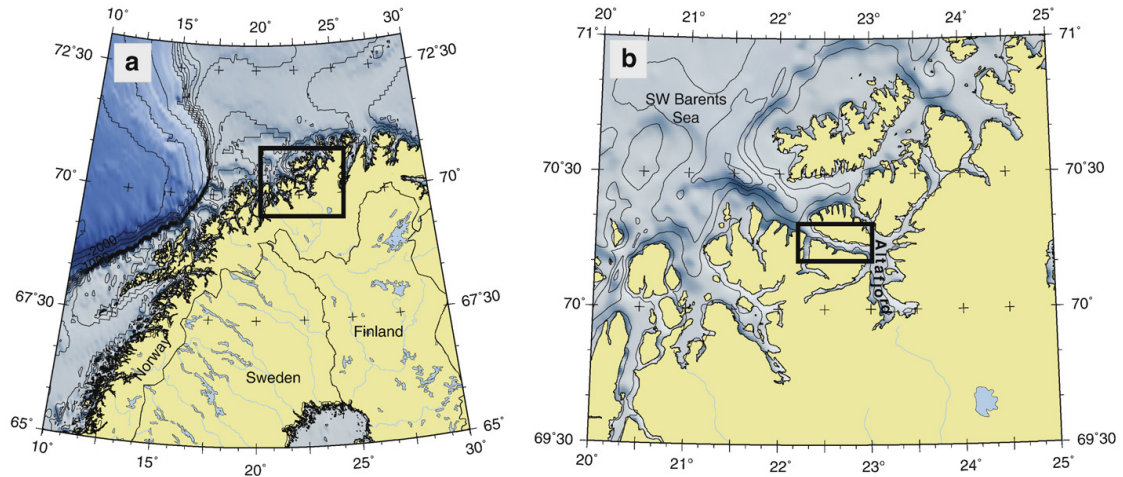 10˚ 15˚ 20˚ 25˚ 30˚
72˚30 a 72˚30
70˚ 70˚
2000
67˚30 67˚30
Norway Finland
Sweden
65˚ 65˚
10˚ 15˚ 20˚ 25˚ 30˚
20˚ 21˚ 22˚ 23˚ 24˚ 25˚
71˚ b 71˚
SW Barents
Sea
70˚30 70˚30
Altafjord
70˚ 70˚
69˚30 69˚30
20˚ 21˚ 22˚ 23˚ 24˚ 25˚